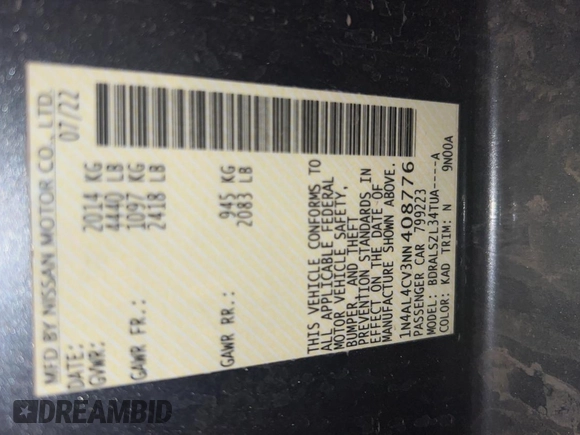 MFD BY NISSAN MOTOR CO., LTD.
DATE: 07/22
GVWR: 2014 KG
4440 LB
GAWR FR.: 1097 KG
2418 LB
GAWR RR.: 945 KG
2083 LB
THIS VEHICLE CONFORMS TO
ALL APPLICABLE FEDERAL
MOTOR VEHICLE SAFETY,
BUMPER, AND THEFT
PREVENTION STANDARDS IN
EFFECT ON THE DATE OF
MANUFACTURE SHOWN ABOVE.
1N4AL4CV3NN408776
PASSENGER CAR 799223
MODEL: BDRALSZL34TUA----A
COLOR: KAD TRIM: N 9N00A
DREAMBID